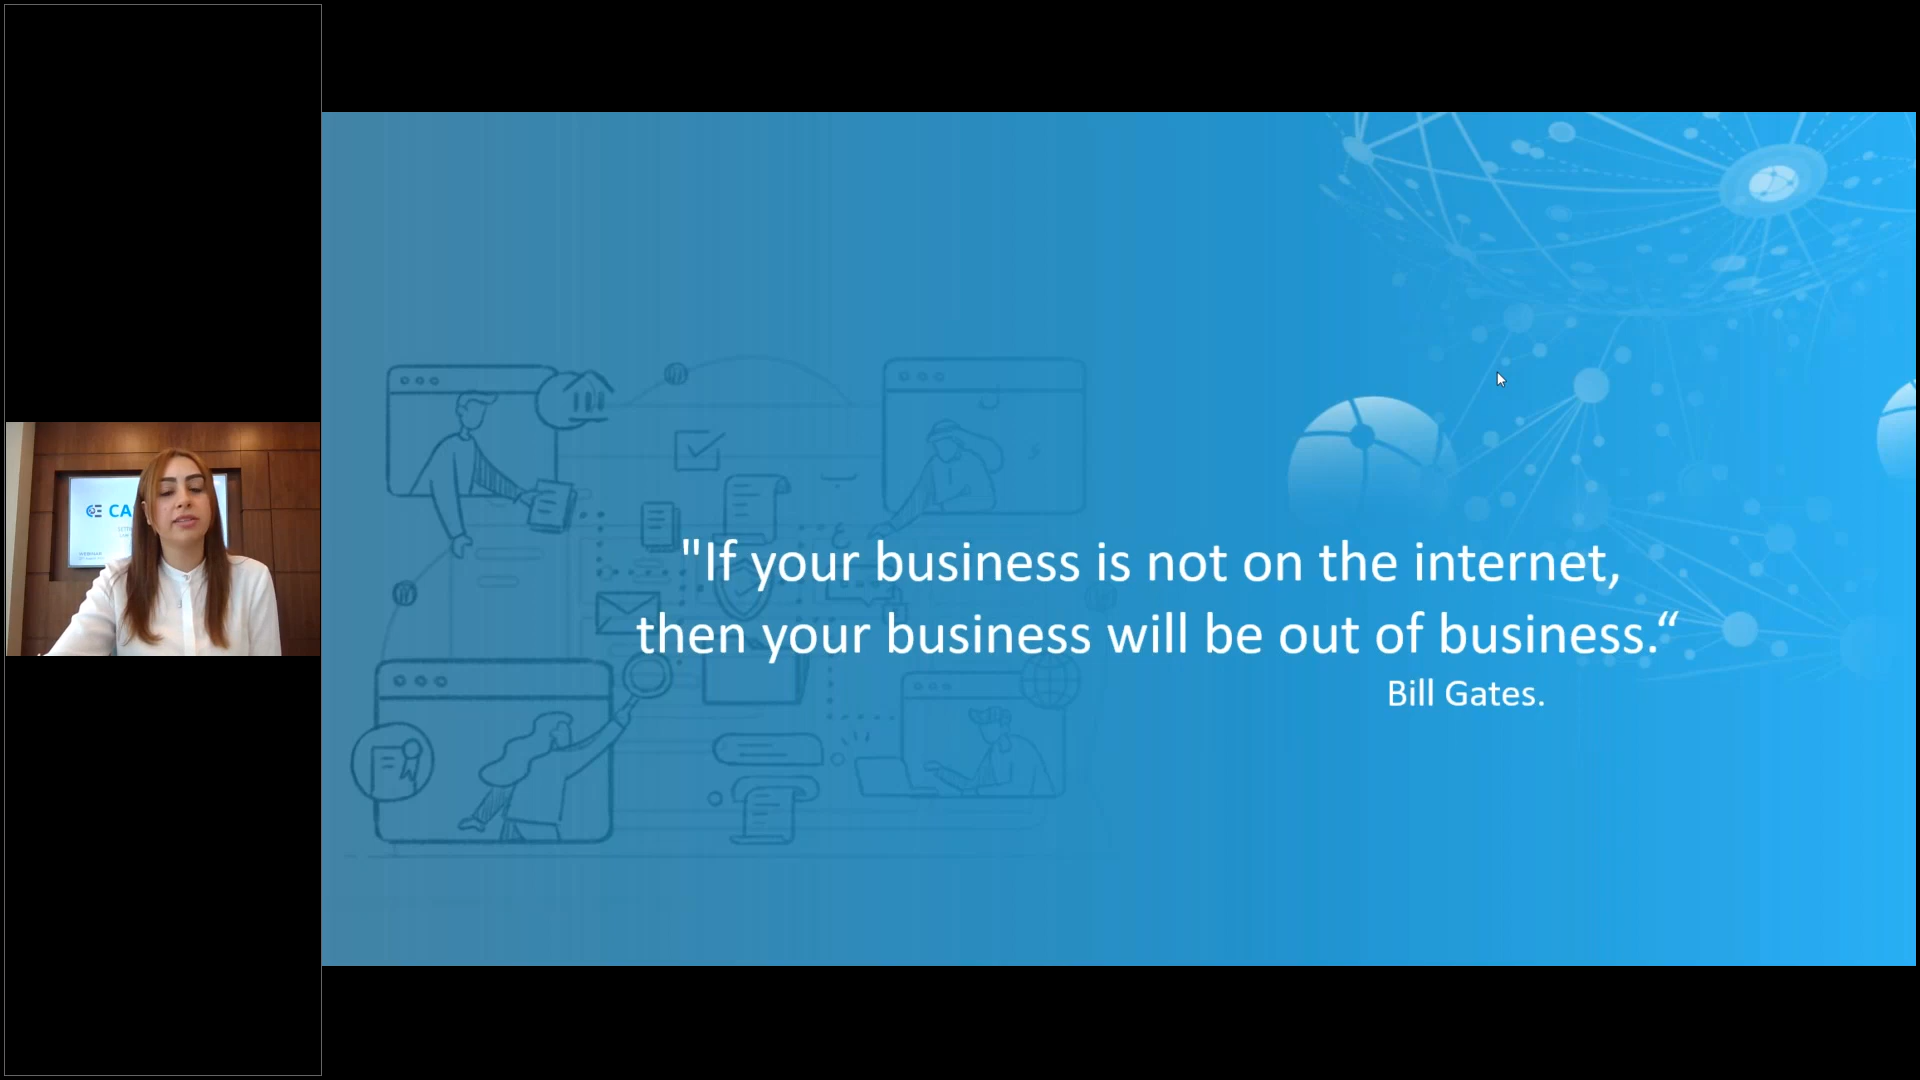 CA
WEBINAR
"If your business is not on the internet,
then your business will be out of business.“
Bill Gates.